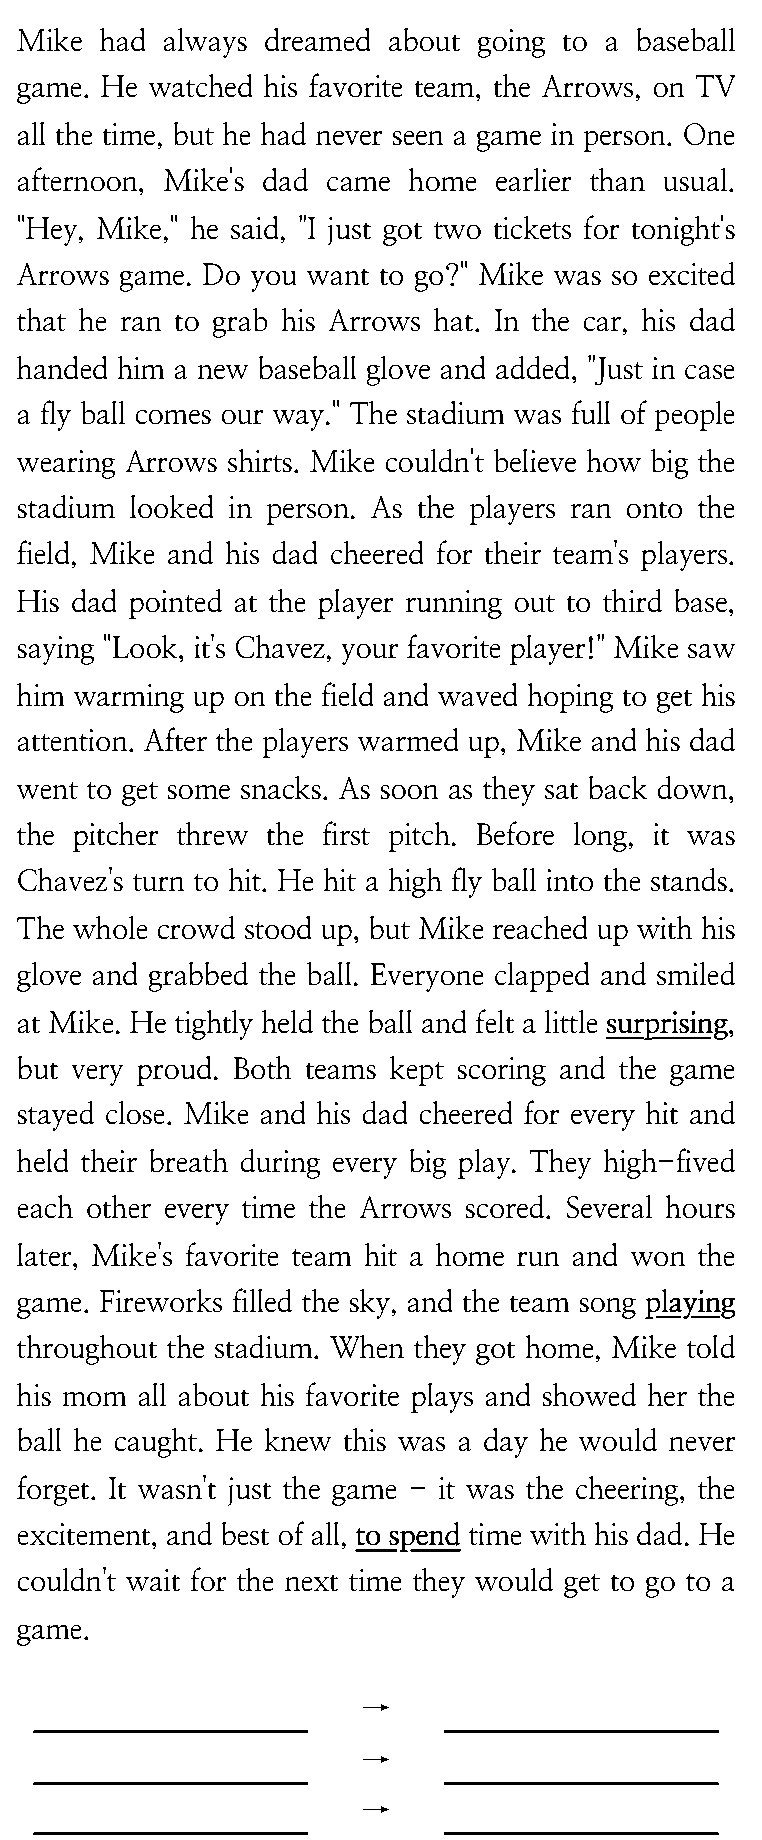 Mike had always dreamed about going to a baseball
game. He watched his favorite team, the Arrows, on TV
all the time, but he had never seen a game in person. One
afternoon, Mike's dad came home earlier than usual.
"Hey, Mike," he said, "I just got two tickets for tonight's
Arrows game. Do you want to go?" Mike was so excited
that he ran to grab his Arrows hat. In the car, his dad
handed him a new baseball glove and added, "Just in case
a fly ball comes our way." The stadium was full of people
wearing Arrows shirts. Mike couldn't believe how big the
stadium looked in person. As the players ran onto the
field, Mike and his dad cheered for their team's players.
His dad pointed at the player running out to third base,
saying "Look, it's Chavez, your favorite player!" Mike saw
him warming up on the field and waved hoping to get his
attention. After the players warmed up, Mike and his dad
went to get some snacks. As soon as they sat back down,
the pitcher threw the first pitch. Before long, it was
Chavez's turn to hit. He hit a high fly ball into the stands.
The whole crowd stood up, but Mike reached up with his
glove and grabbed the ball. Everyone clapped and smiled
at Mike. He tightly held the ball and felt a little surprising,
but very proud. Both teams kept scoring and the game
stayed close. Mike and his dad cheered for every hit and
held their breath during every big play. They high-fived
each other every time the Arrows scored. Several hours
later, Mike's favorite team hit a home run and won the
game. Fireworks filled the sky, and the team song playing
throughout the stadium. When they got home, Mike told
his mom all about his favorite plays and showed her the
ball he caught. He knew this was a day he would never
forget. It wasn't just the game - it was the cheering, the
excitement, and best of all, to spend time with his dad. He
couldn't wait for the next time they would get to go to a
game.
→
→
→